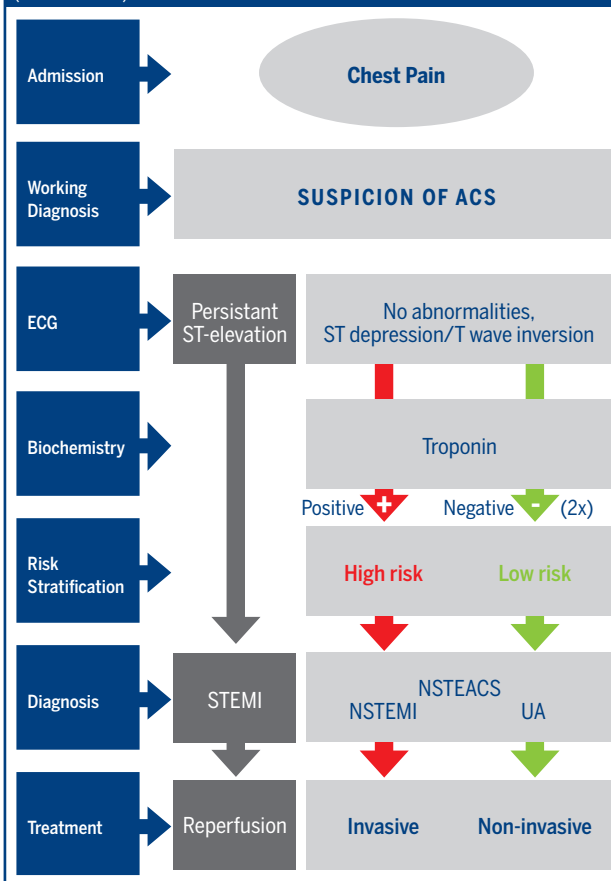 Admission
Chest Pain
Working
Diagnosis
SUSPICION OF ACS
ECG
Persistant
ST-elevation
No abnormalities,
ST depression/T wave inversion
Biochemistry
Troponin
Positive + Negative - (2x)
Risk
Stratification
High risk Low risk
Diagnosis
STEMI
NSTEACS
NSTEMI UA
Treatment
Reperfusion
Invasive Non-invasive